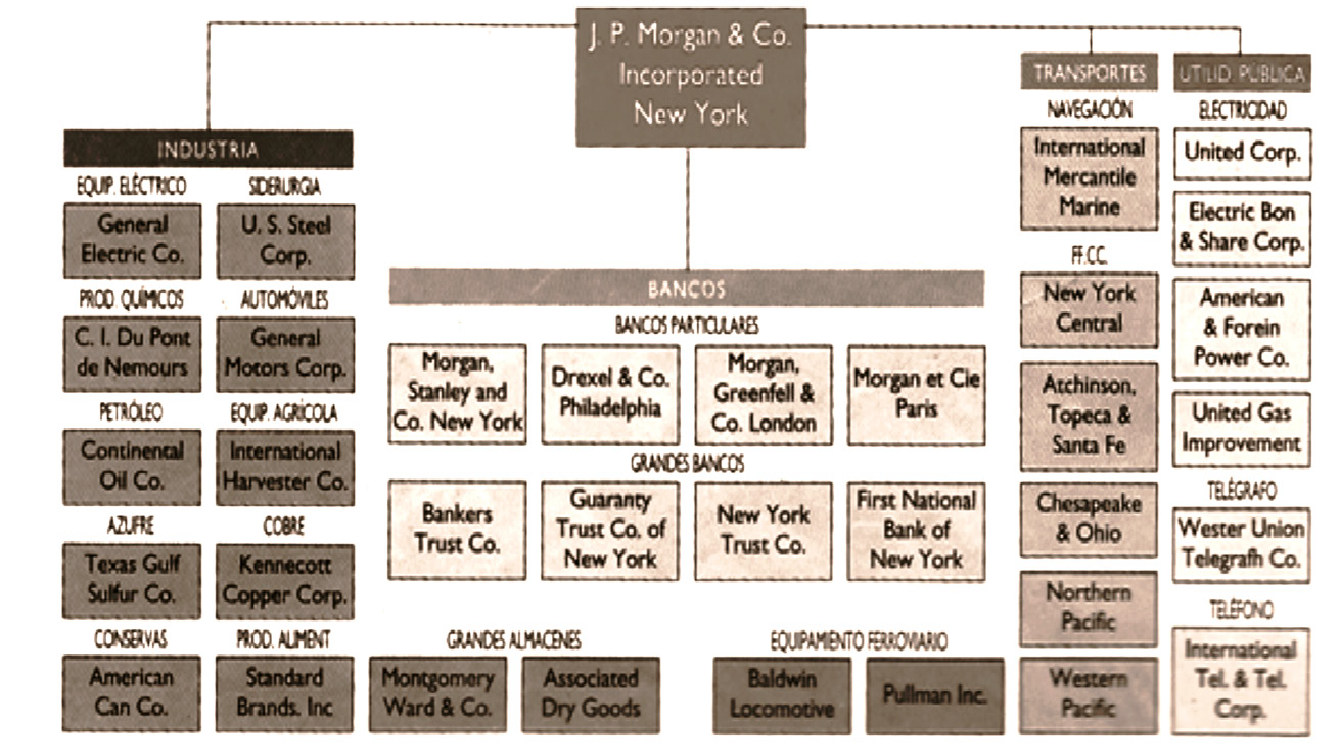 J. P. Morgan & Co.
Incorporated
New York
INDUSTRIA
EQUIP. ELÉCTRICO
General
Electric Co.
SIDERURGIA
U. S. Steel
Corp.
PROD. QUÍMICOS
C. I. Du Pont
de Nemours
AUTOMÓVILES
General
Motors Corp.
PETRÓLEO
Continental
Oil Co.
EQUIP. AGRÍCOLA
International
Harvester Co.
AZUFRE
Texas Gulf
Sulfur Co.
COBRE
Kennecott
Copper Corp.
CONSERVAS
American
Can Co.
PROD. ALIMENT
Standard
Brands. Inc
GRANDES ALMACENES
Montgomery
Ward & Co.
Associated
Dry Goods
EQUIPAMIENTO FERROVIARIO
Baldwin
Locomotive
Pullman Inc.
BANCOS
BANCOS PARTICULARES
Morgan,
Stanley and
Co. New York
Drexel & Co.
Philadelphia
Morgan,
Greenfell &
Co. London
Morgan et Cie
Paris
GRANDES BANCOS
Bankers
Trust Co.
Guaranty
Trust Co. of
New York
New York
Trust Co.
First National
Bank of
New York
TRANSPORTES
NAVEGACIÓN
International
Mercantile
Marine
FF.CC.
New York
Central
Atchinson,
Topeca &
Santa Fe
Chesapeake
& Ohio
Northern
Pacific
Western
Pacific
UTILID. PÚBLICA
ELECTRICIDAD
United Corp.
Electric Bon
& Share Corp.
American
& Forein
Power Co.
United Gas
Improvement
TELÉGRAFO
Wester Union
Telegrafh Co.
TELÉFONO
International
Tel. & Tel.
Corp.